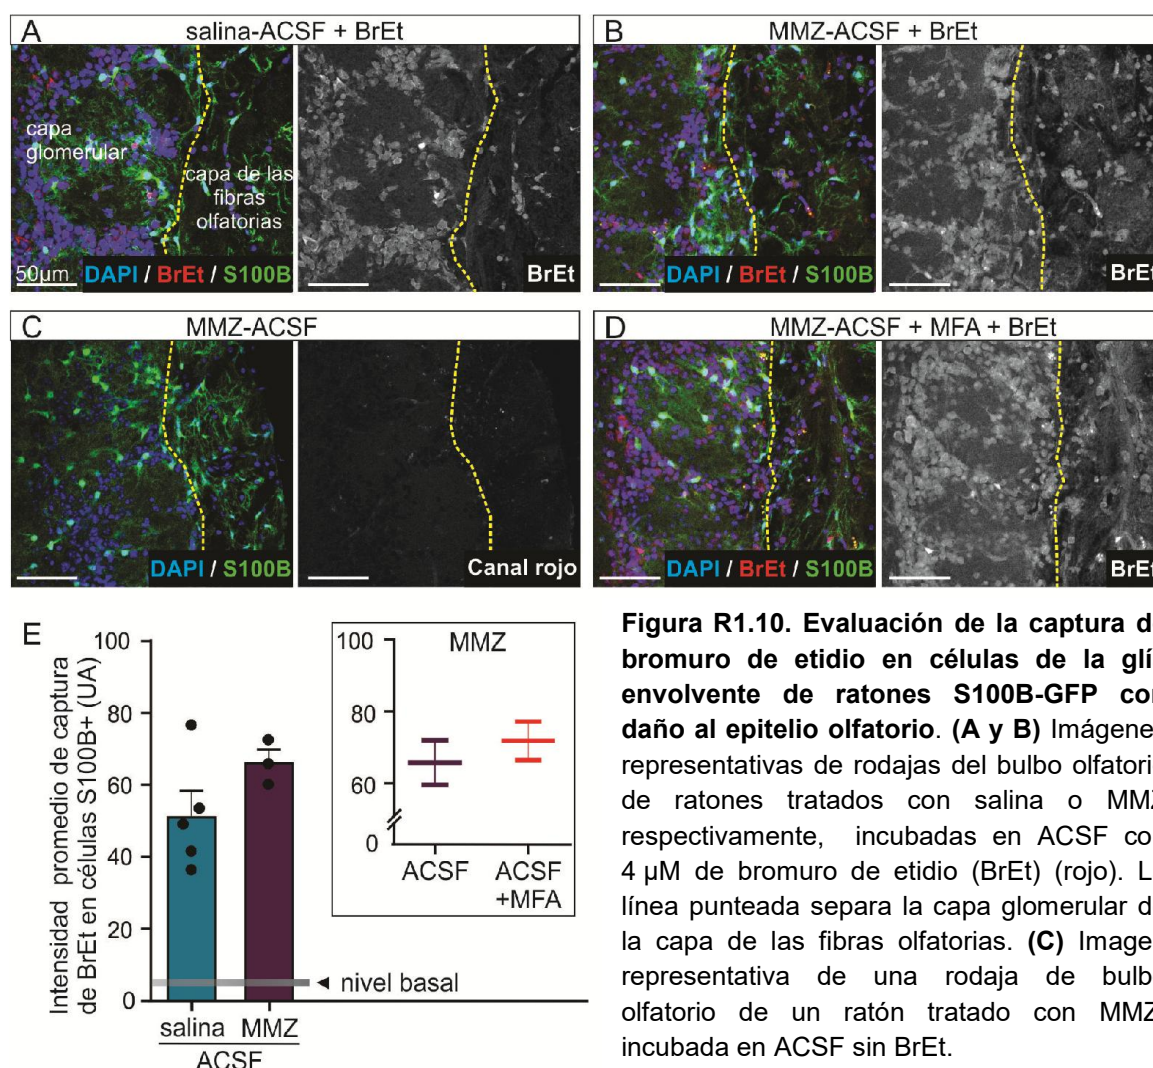 A
salina-ACSF + BrEt
capa
glomerular
capa de las
fibras
olfatorias
50µm
DAPI / BrEt / S100B
BrEt
B
MMZ-ACSF + BrEt
DAPI / BrEt / S100B
BrEt
C
MMZ-ACSF
DAPI / S100B
Canal rojo
D
MMZ-ACSF + MFA + BrEt
DAPI / BrEt / S100B
BrEt
E
Intensidad promedio de captura
de BrEt en células S100B+ (UA)
100
80
60
40
20
0
salina MMZ
ACSF
nivel basal
MMZ
100
80
60
0
ACSF
ACSF
+MFA
Figura R1.10. Evaluación de la captura d
bromuro de etidio en células de la glí
envolvente de ratones S100B-GFP con
daño al epitelio olfatorio. (A y B) Imágene
representativas de rodajas del bulbo olfatori
de ratones tratados con salina o MMZ
respectivamente, incubadas en ACSF co
4 µM de bromuro de etidio (BrEt) (rojo). L
línea punteada separa la capa glomerular d
la capa de las fibras olfatorias. (C) Image
representativa de una rodaja de bulb
olfatorio de un ratón tratado con MMZ
incubada en ACSF sin BrEt.